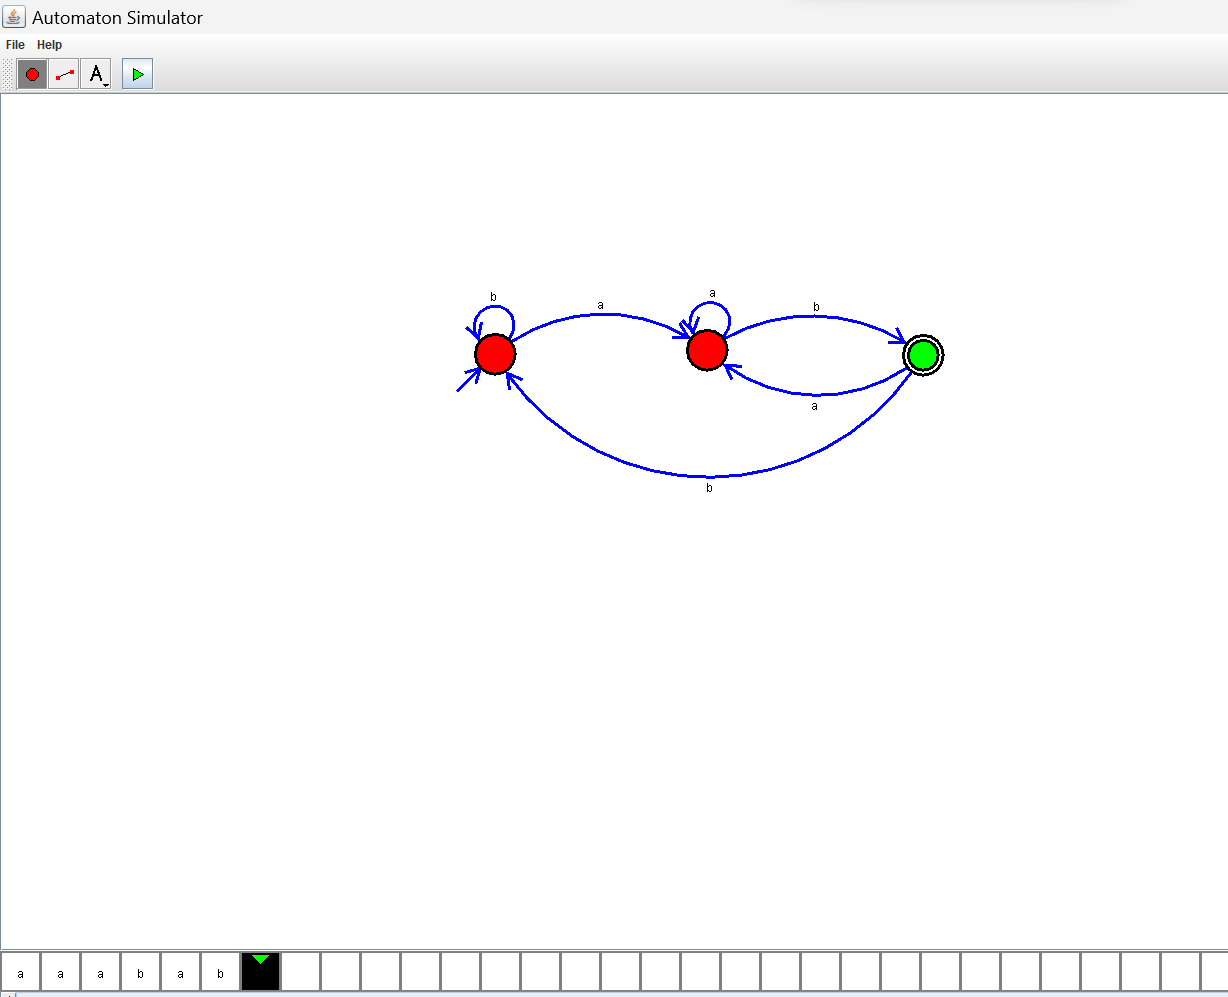 Automaton Simulator
File Help
A
b a a b
a
b
a a a b a b